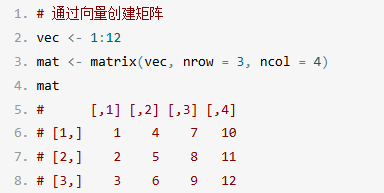 1. # 通过向量创建矩阵
2. vec <- 1:12
3. mat <- matrix(vec, nrow = 3, ncol = 4)
4. mat
5. #      [,1] [,2] [,3] [,4]
6. # [1,]    1    4    7   10
7. # [2,]    2    5    8   11
8. # [3,]    3    6    9   12